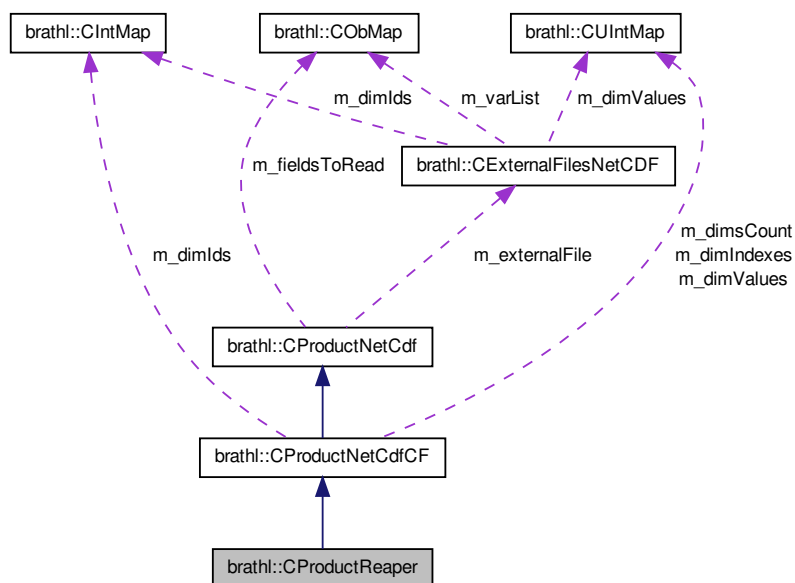 brathl::CIntMap
brathl::CObMap
brathl::CUIntMap
m_dimIds
m_varList
m_dimValues
m_fieldsToRead
brathl::CExternalFilesNetCDF
m_dimIds
m_externalFile
m_dimsCount
m_dimIndexes
m_dimValues
brathl::CProductNetCdf
brathl::CProductNetCdfCF
brathl::CProductReaper